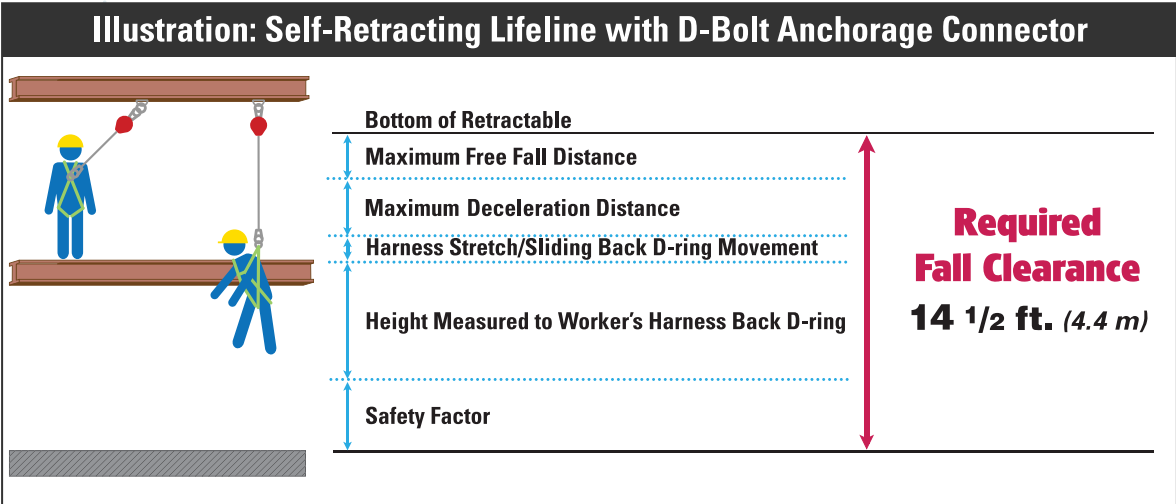 Illustration: Self-Retracting Lifeline with D-Bolt Anchorage Connector
Bottom of Retractable
Maximum Free Fall Distance
Maximum Deceleration Distance
Harness Stretch/Sliding Back D-ring Movement
Height Measured to Worker's Harness Back D-ring
Safety Factor
Required
Fall Clearance
14 1/2 ft. (4.4 m)